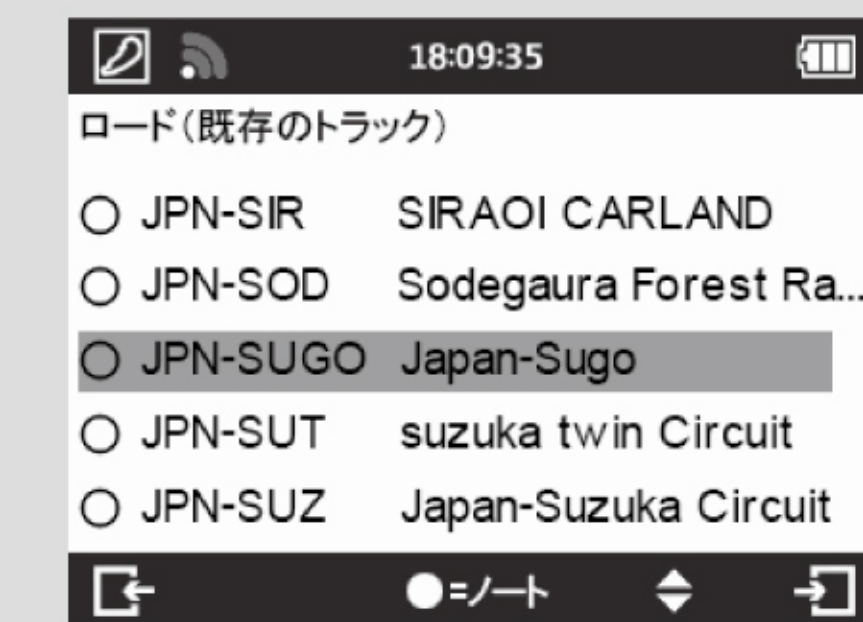 18:09:35
ロード(既存のトラック)
JPN-SIR SIRAOI CARLAND
JPN-SOD Sodegaura Forest Ra...
JPN-SUGO Japan-Sugo
JPN-SUT suzuka twin Circuit
JPN-SUZ Japan-Suzuka Circuit
●=ノート